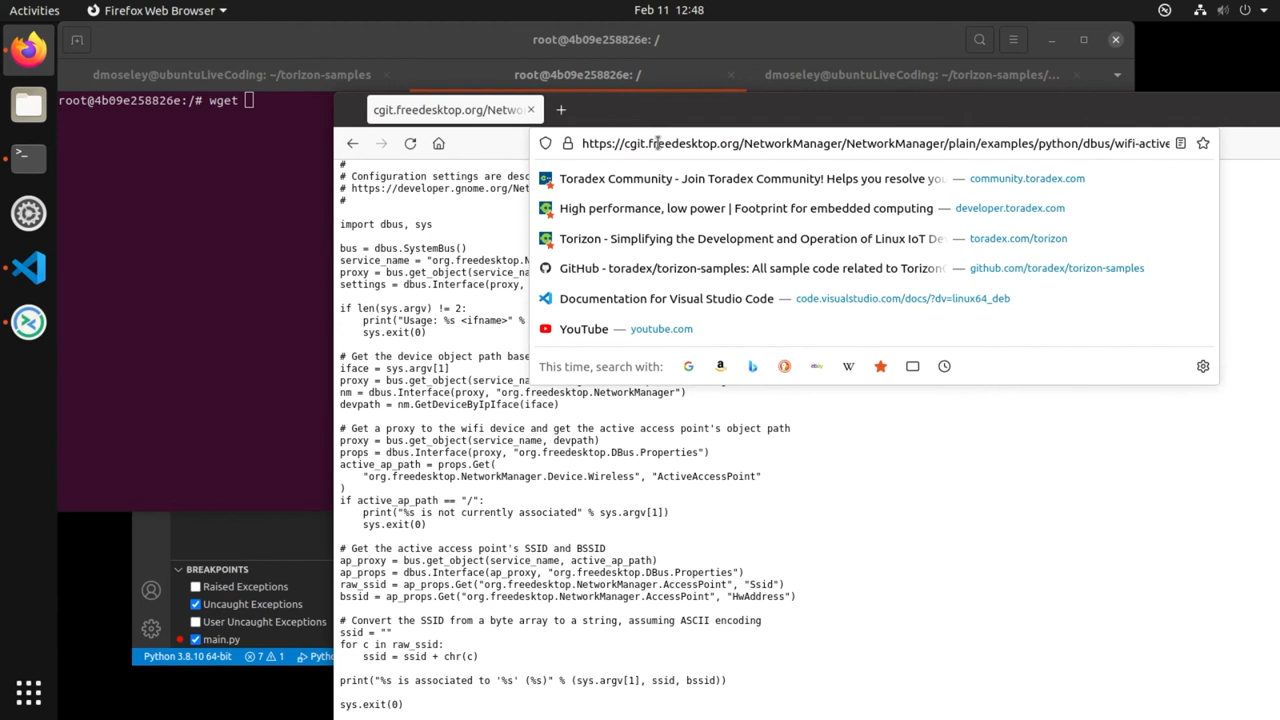 Activities
Firefox Web Browser
Feb 11 12:48
root@4b09e258826e: /
dmoseley@ubuntuLiveCoding: ~/torizon-samples
root@4b09e258826e: /
dmoseley@ubuntuLiveCoding: ~/torizon-samples/...
root@4b09e258826e:/# wget
cgit.freedesktop.org/Netwo
https://cgit.freedesktop.org/NetworkManager/NetworkManager/plain/examples/python/dbus/wifi-active
Toradex Community - Join Toradex Community! Helps you resolve yo — community.toradex.com
High performance, low power | Footprint for embedded computing — developer.toradex.com
Torizon - Simplifying the Development and Operation of Linux IoT De — toradex.com/torizon
GitHub - toradex/torizon-samples: All sample code related to Torizon — github.com/toradex/torizon-samples
Documentation for Visual Studio Code — code.visualstudio.com/docs/?dv=linux64_deb
YouTube — youtube.com
This time, search with:
#
# Configuration settings are desc
# https://developer.gnome.org/Net
#
import dbus, sys
bus = dbus.SystemBus()
service_name = "org.freedesktop.N
proxy = bus.get_object(service_na
settings = dbus.Interface(proxy,
if len(sys.argv) != 2:
print("Usage: %s <ifname>" %
sys.exit(0)
# Get the device object path base
iface = sys.argv[1]
proxy = bus.get_object(service_na
nm = dbus.Interface(proxy, "org.freedesktop.NetworkManager")
devpath = nm.GetDeviceByIpIface(iface)
# Get a proxy to the wifi device and get the active access point's object path
proxy = bus.get_object(service_name, devpath)
props = dbus.Interface(proxy, "org.freedesktop.DBus.Properties")
active_ap_path = props.Get(
"org.freedesktop.NetworkManager.Device.Wireless", "ActiveAccessPoint"
)
if active_ap_path == "/":
print("%s is not currently associated" % sys.argv[1])
sys.exit(0)
# Get the active access point's SSID and BSSID
ap_proxy = bus.get_object(service_name, active_ap_path)
ap_props = dbus.Interface(ap_proxy, "org.freedesktop.DBus.Properties")
raw_ssid = ap_props.Get("org.freedesktop.NetworkManager.AccessPoint", "Ssid")
bssid = ap_props.Get("org.freedesktop.NetworkManager.AccessPoint", "HwAddress")
# Convert the SSID from a byte array to a string, assuming ASCII encoding
ssid = ""
for c in raw_ssid:
ssid = ssid + chr(c)
print("%s is associated to '%s' (%s)" % (sys.argv[1], ssid, bssid))
sys.exit(0)
BREAKPOINTS
Raised Exceptions
Uncaught Exceptions
User Uncaught Exceptions
main.py
Python 3.8.10 64-bit
7
1
Pytho